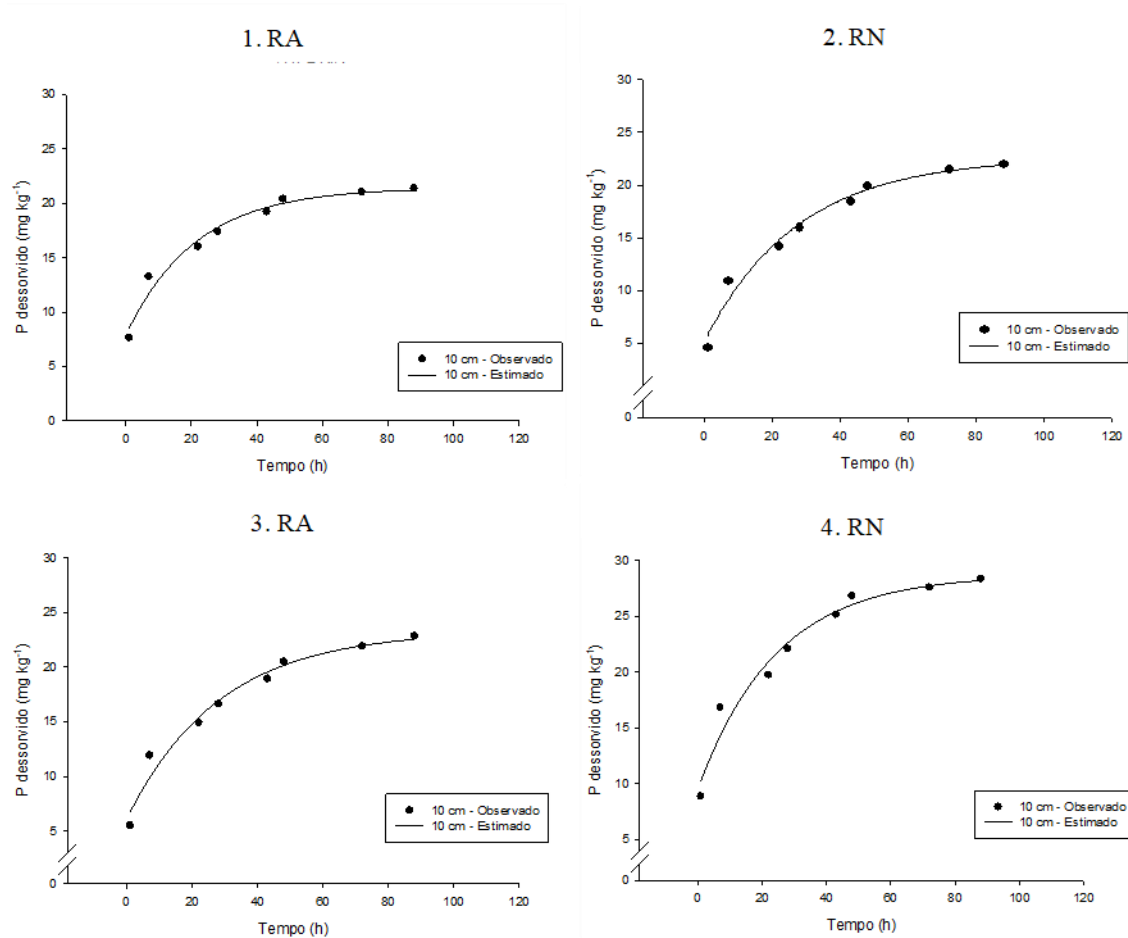 1. RA
30
25
20
15
10
5
0
P dessorvido (mg kg-1)
10 cm - Observado
10 cm - Estimado
0 20 40 60 80 100 120
Tempo (h)
2. RN
30
25
20
15
10
5
0
P dessorvido (mg kg-1)
10 cm - Observado
10 cm - Estimado
0 20 40 60 80 100 120
Tempo (h)
3. RA
30
25
20
15
10
5
0
P dessorvido (mg kg-1)
10 cm - Observado
10 cm - Estimado
0 20 40 60 80 100 120
Tempo (h)
4. RN
30
25
20
15
10
5
0
P dessorvido (mg kg-1)
10 cm - Observado
10 cm - Estimado
0 20 40 60 80 100 120
Tempo (h)